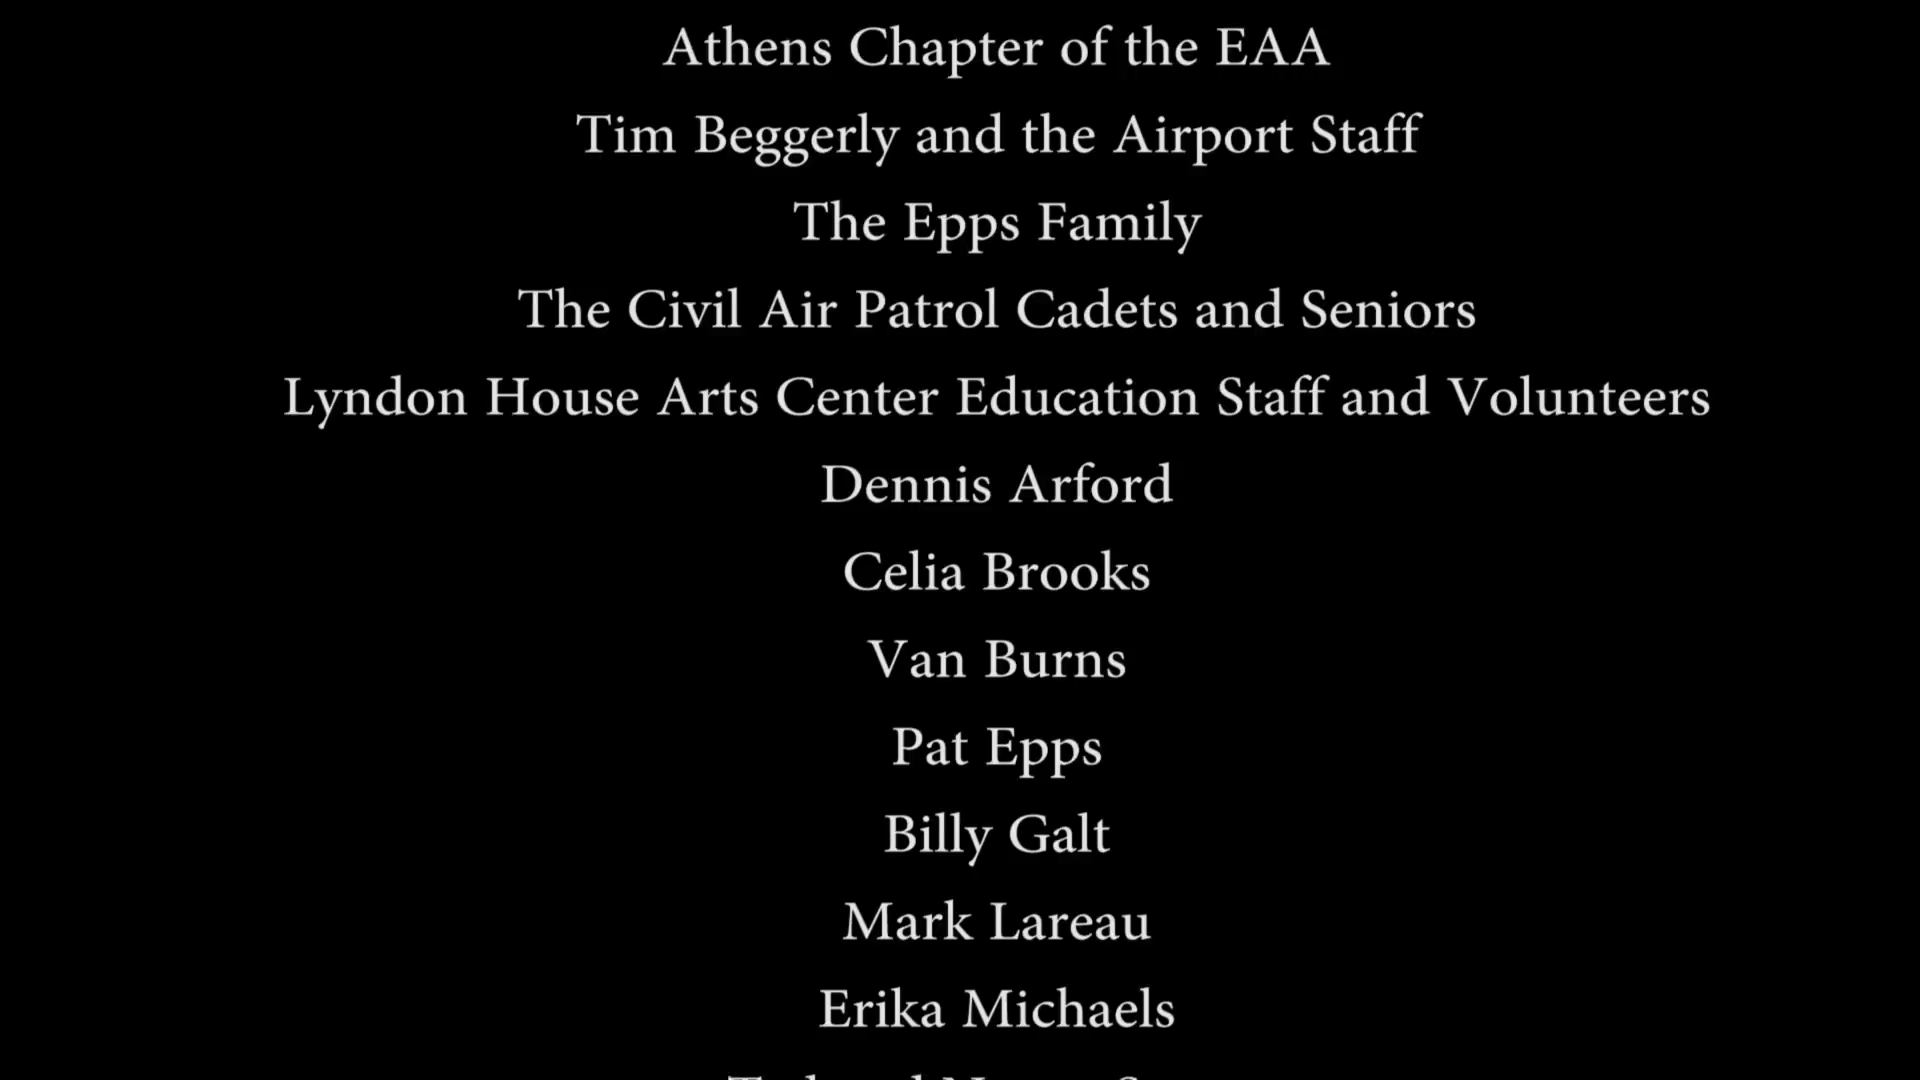 Athens Chapter of the EAA
Tim Beggerly and the Airport Staff
The Epps Family
The Civil Air Patrol Cadets and Seniors
Lyndon House Arts Center Education Staff and Volunteers
Dennis Arford
Celia Brooks
Van Burns
Pat Epps
Billy Galt
Mark Lareau
Erika Michaels